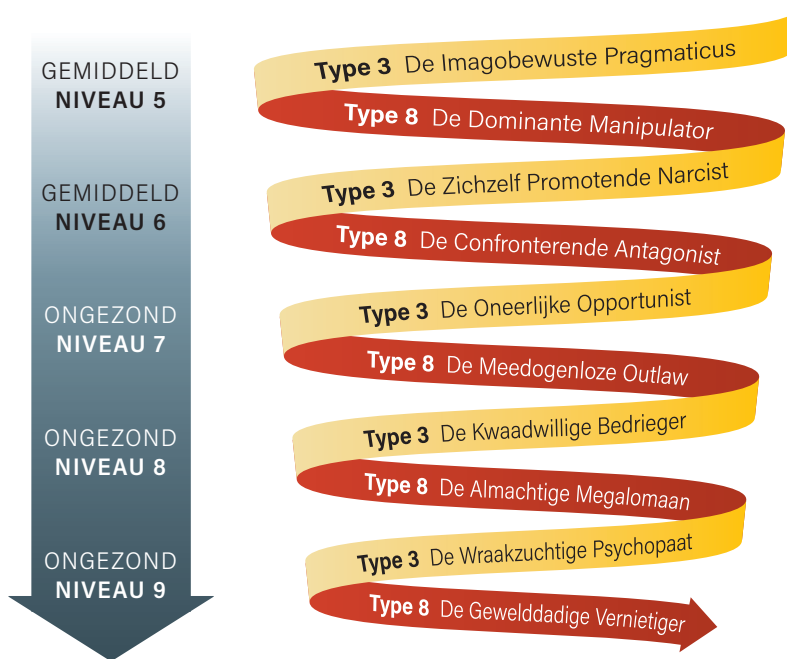 GEMIDDELD
NIVEAU 5
Type 3 De Imagobewuste Pragmaticus
Type 8 De Dominante Manipulator
GEMIDDELD
NIVEAU 6
Type 3 De Zichzelf Promotende Narcist
Type 8 De Confronterende Antagonist
ONGEZOND
NIVEAU 7
Type 3 De Oneerlijke Opportunist
Type 8 De Meedogenloze Outlaw
ONGEZOND
NIVEAU 8
Type 3 De Kwaadwillige Bedrieger
Type 8 De Almachtige Megalomaan
ONGEZOND
NIVEAU 9
Type 3 De Wraakzuchtige Psychopaat
Type 8 De Gewelddadige Vernietiger